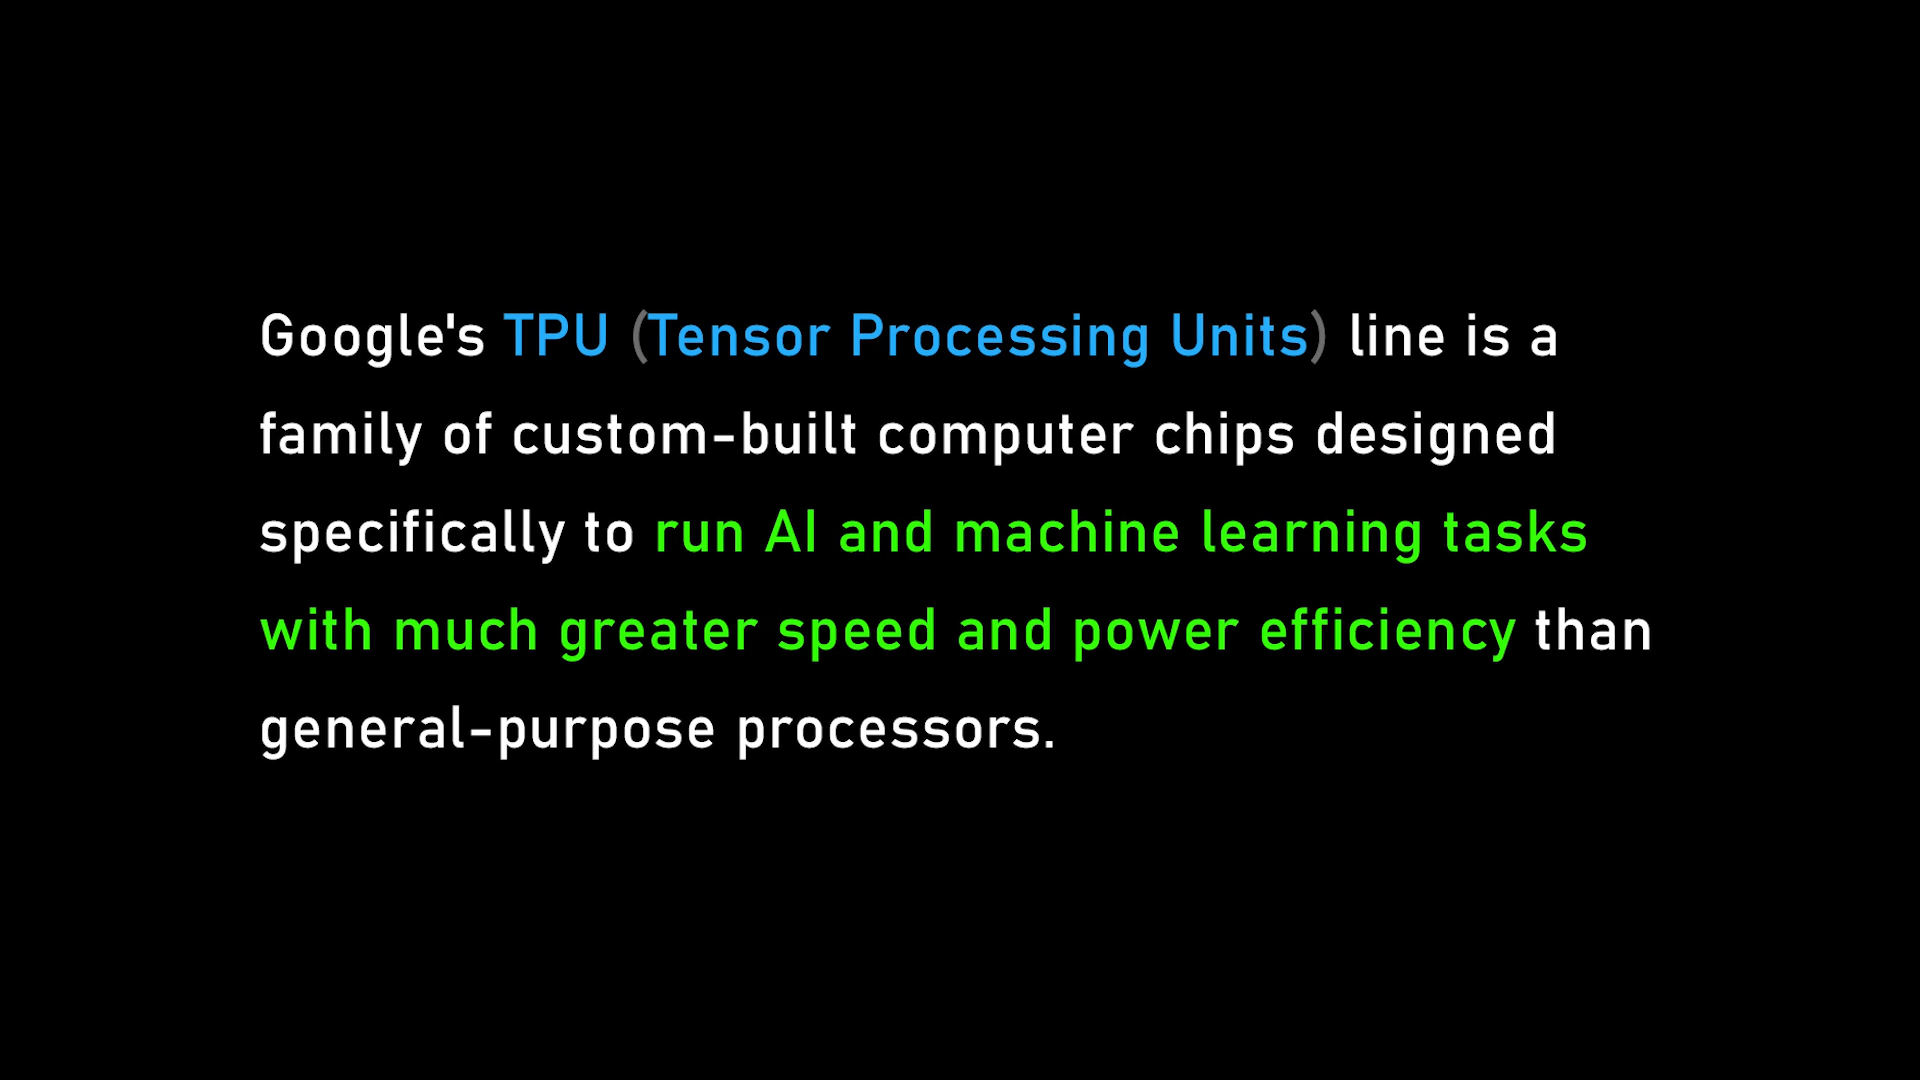 Google's TPU (Tensor Processing Units) line is a
family of custom-built computer chips designed
specifically to run AI and machine learning tasks
with much greater speed and power efficiency than
general-purpose processors.